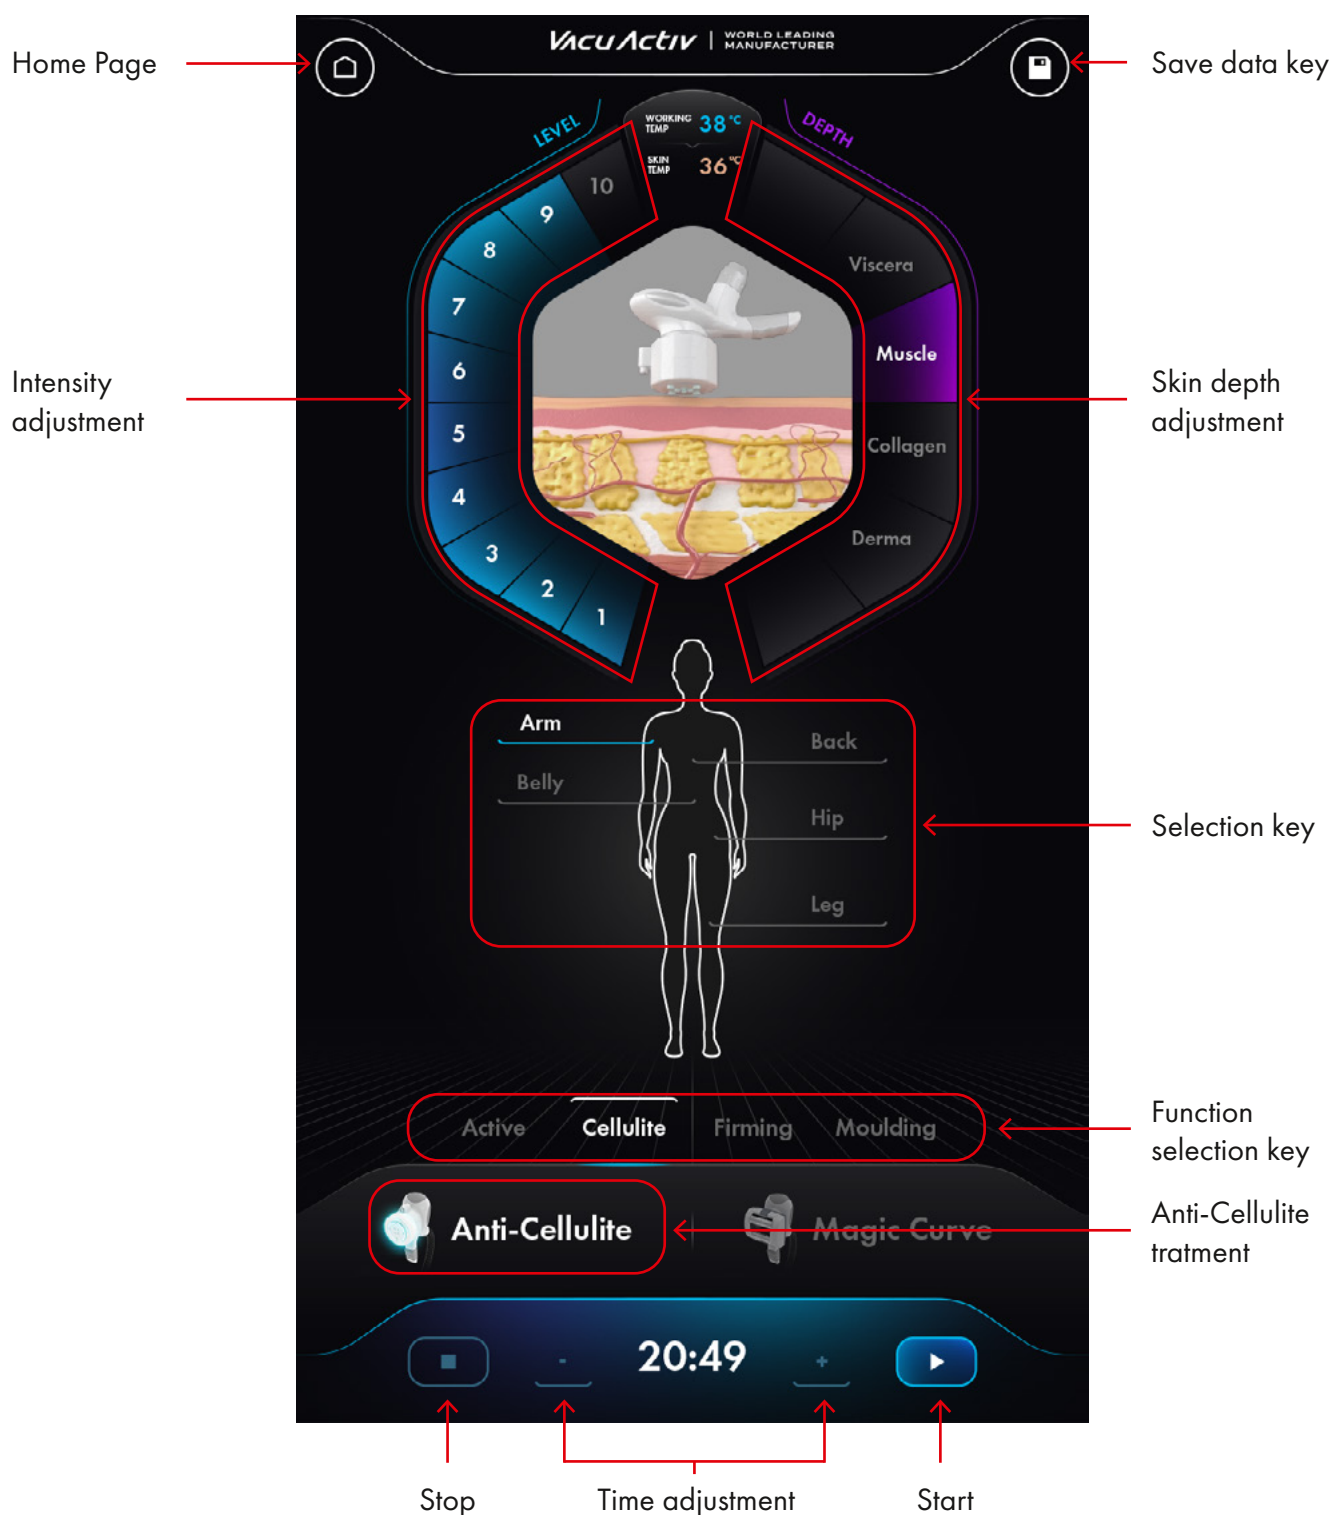 VACUACTIV | WORLD LEADING
MANUFACTURER
Home Page
Save data key
LEVEL
WORKING
TEMP
38 °C
DEPTH
SKIN
TEMP
36 °C
10
9
8
7
6
5
4
3
2
1
Viscera
Muscle
Collagen
Derma
Intensity
adjustment
Skin depth
adjustment
Arm
Back
Belly
Hip
Leg
Selection key
Active
Cellulite
Firming
Moulding
Function
selection key
Anti-Cellulite
Magic Curve
Anti-Cellulite
tratment
-
20:49
+
Stop
Time adjustment
Start